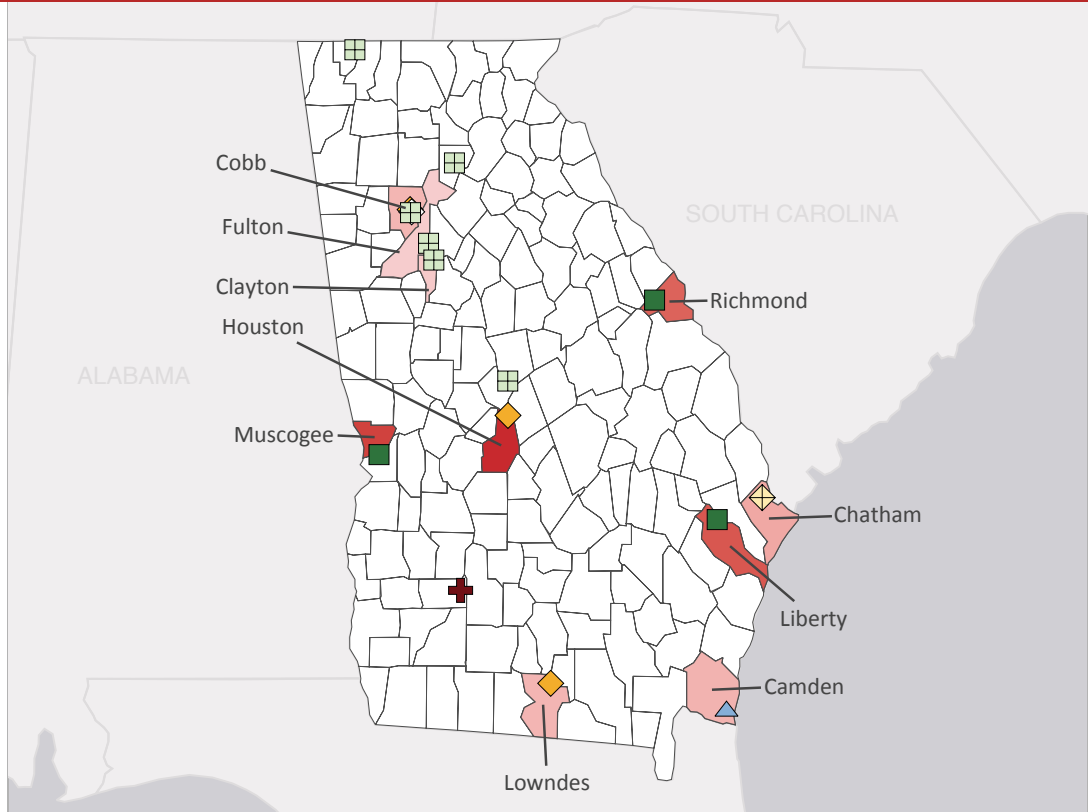 Cobb
SOUTH CAROLINA
Fulton
Clayton
Richmond
Houston
ALABAMA
Muscogee
Chatham
Liberty
Camden
Lowndes